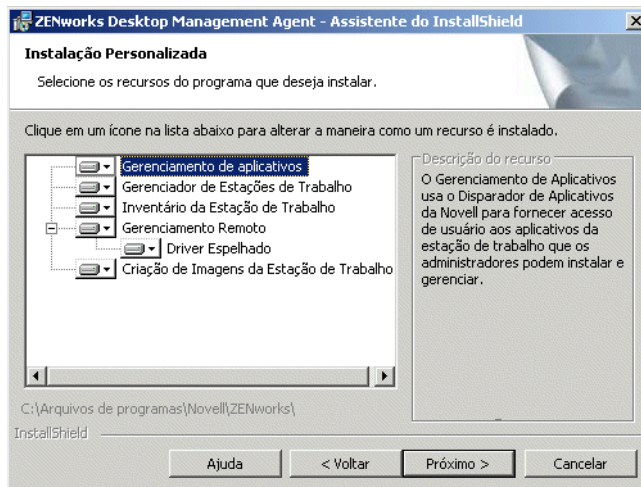 ZENworks Desktop Management Agent - Assistente do InstallShield
Instalação Personalizada
Selecione os recursos do programa que deseja instalar.
Clique em um ícone na lista abaixo para alterar a maneira como um recurso é instalado.
Gerenciamento de aplicativos
Gerenciador de Estações de Trabalho
Inventário da Estação de Trabalho
Gerenciamento Remoto
Driver Espelhado
Criação de Imagens da Estação de Trabalho
Descrição do recurso
O Gerenciamento de Aplicativos
usa o Disparador de Aplicativos
da Novell para fornecer acesso
de usuário aos aplicativos da
estação de trabalho que os
administradores podem instalar e
gerenciar.
C:\Arquivos de programas\Novell\ZENworks\
InstallShield
Ajuda
< Voltar
Próximo >
Cancelar